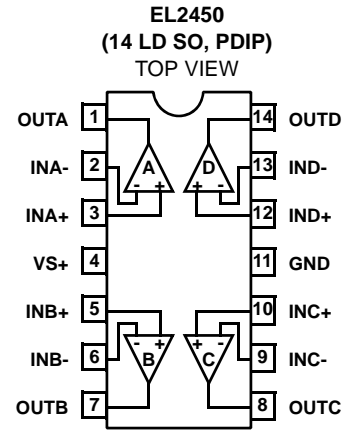 EL2450
(14 LD SO, PDIP)
TOP VIEW
OUTA 1 14 OUTD
INA- 2 A D 13 IND-
- + + -
INA+ 3 12 IND+
VS+ 4 11 GND
INB+ 5 10 INC+
- + + -
INB- 6 B C 9 INC-
OUTB 7 8 OUTC